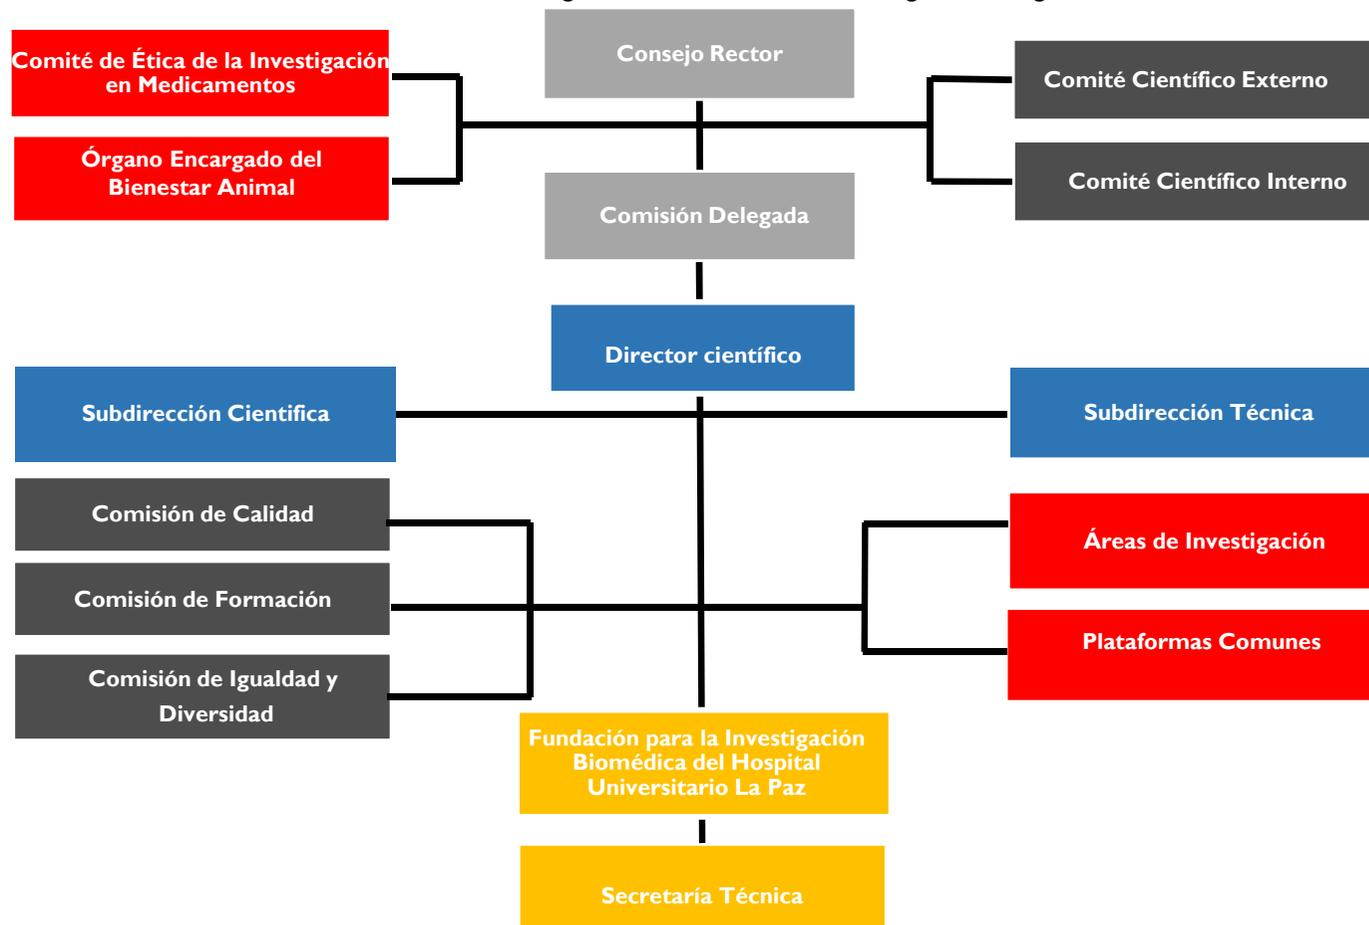 Consejo Rector
Comité de Ética de la Investigación
en Medicamentos
Comité Científico Externo
Órgano Encargado del
Bienestar Animal
Comité Científico Interno
Comisión Delegada
Director científico
Subdirección Cientifica
Subdirección Técnica
Comisión de Calidad
Áreas de Investigación
Comisión de Formación
Plataformas Comunes
Comisión de Igualdad y
Diversidad
Fundación para la Investigación
Biomédica del Hospital
Universitario La Paz
Secretaría Técnica